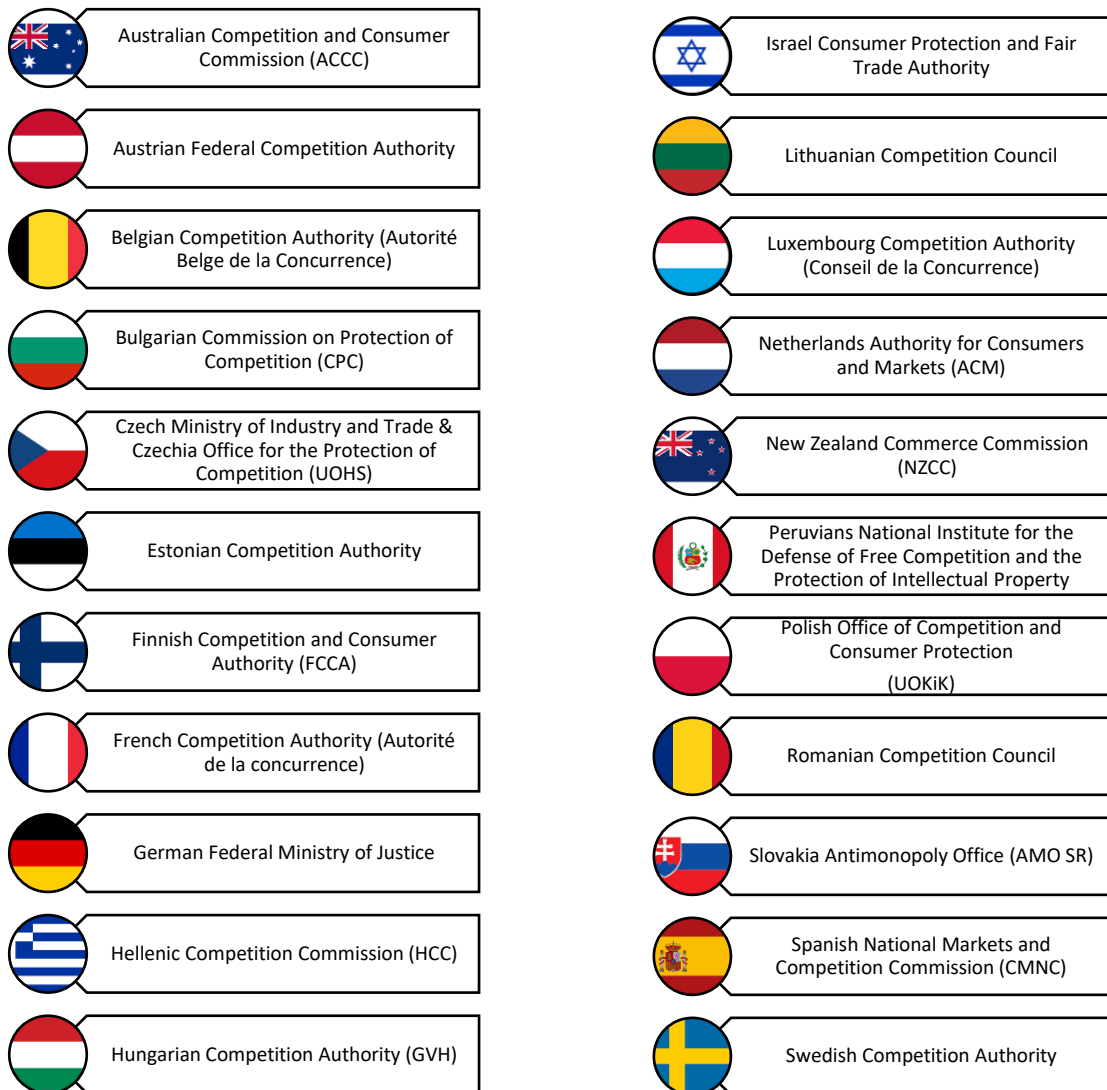 Australian Competition and Consumer
Commission (ACCC)
Austrian Federal Competition Authority
Belgian Competition Authority (Autorité
Belge de la Concurrence)
Bulgarian Commission on Protection of
Competition (CPC)
Czech Ministry of Industry and Trade &
Czechia Office for the Protection of
Competition (UOHS)
Estonian Competition Authority
Finnish Competition and Consumer
Authority (FCCA)
French Competition Authority (Autorité
de la concurrence)
German Federal Ministry of Justice
Hellenic Competition Commission (HCC)
Hungarian Competition Authority (GVH)
Israel Consumer Protection and Fair
Trade Authority
Lithuanian Competition Council
Luxembourg Competition Authority
(Conseil de la Concurrence)
Netherlands Authority for Consumers
and Markets (ACM)
New Zealand Commerce Commission
(NZCC)
Peruvians National Institute for the
Defense of Free Competition and the
Protection of Intellectual Property
Polish Office of Competition and
Consumer Protection
(UOKiK)
Romanian Competition Council
Slovakia Antimonopoly Office (AMO SR)
Spanish National Markets and
Competition Commission (CMNC)
Swedish Competition Authority